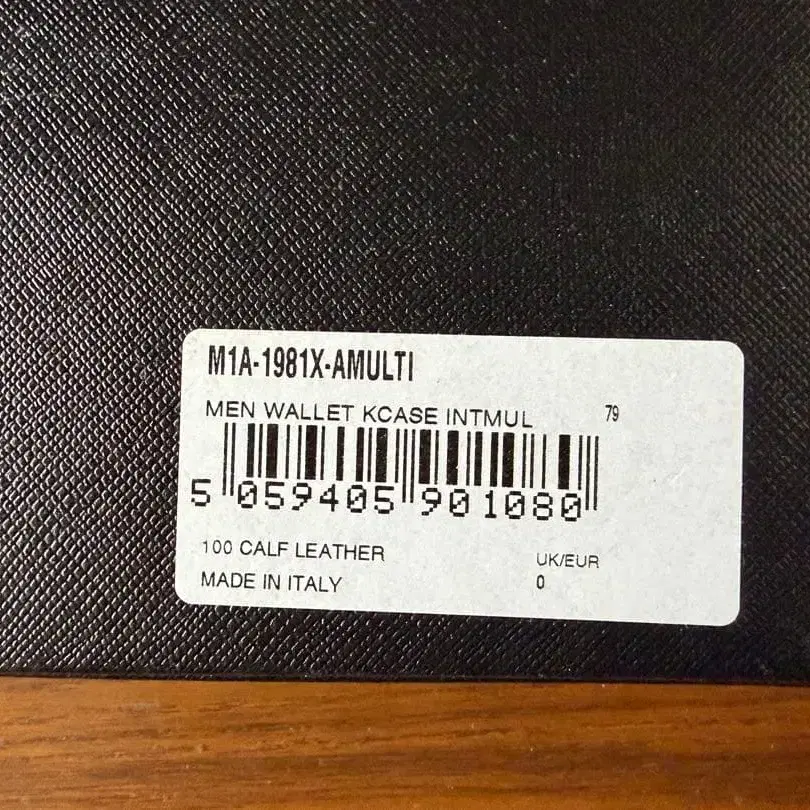 M1A-1981X-AMULTI
MEN WALLET KCASE INTMUL 79
5 059405 901080
100 CALF LEATHER UK/EUR
MADE IN ITALY 0